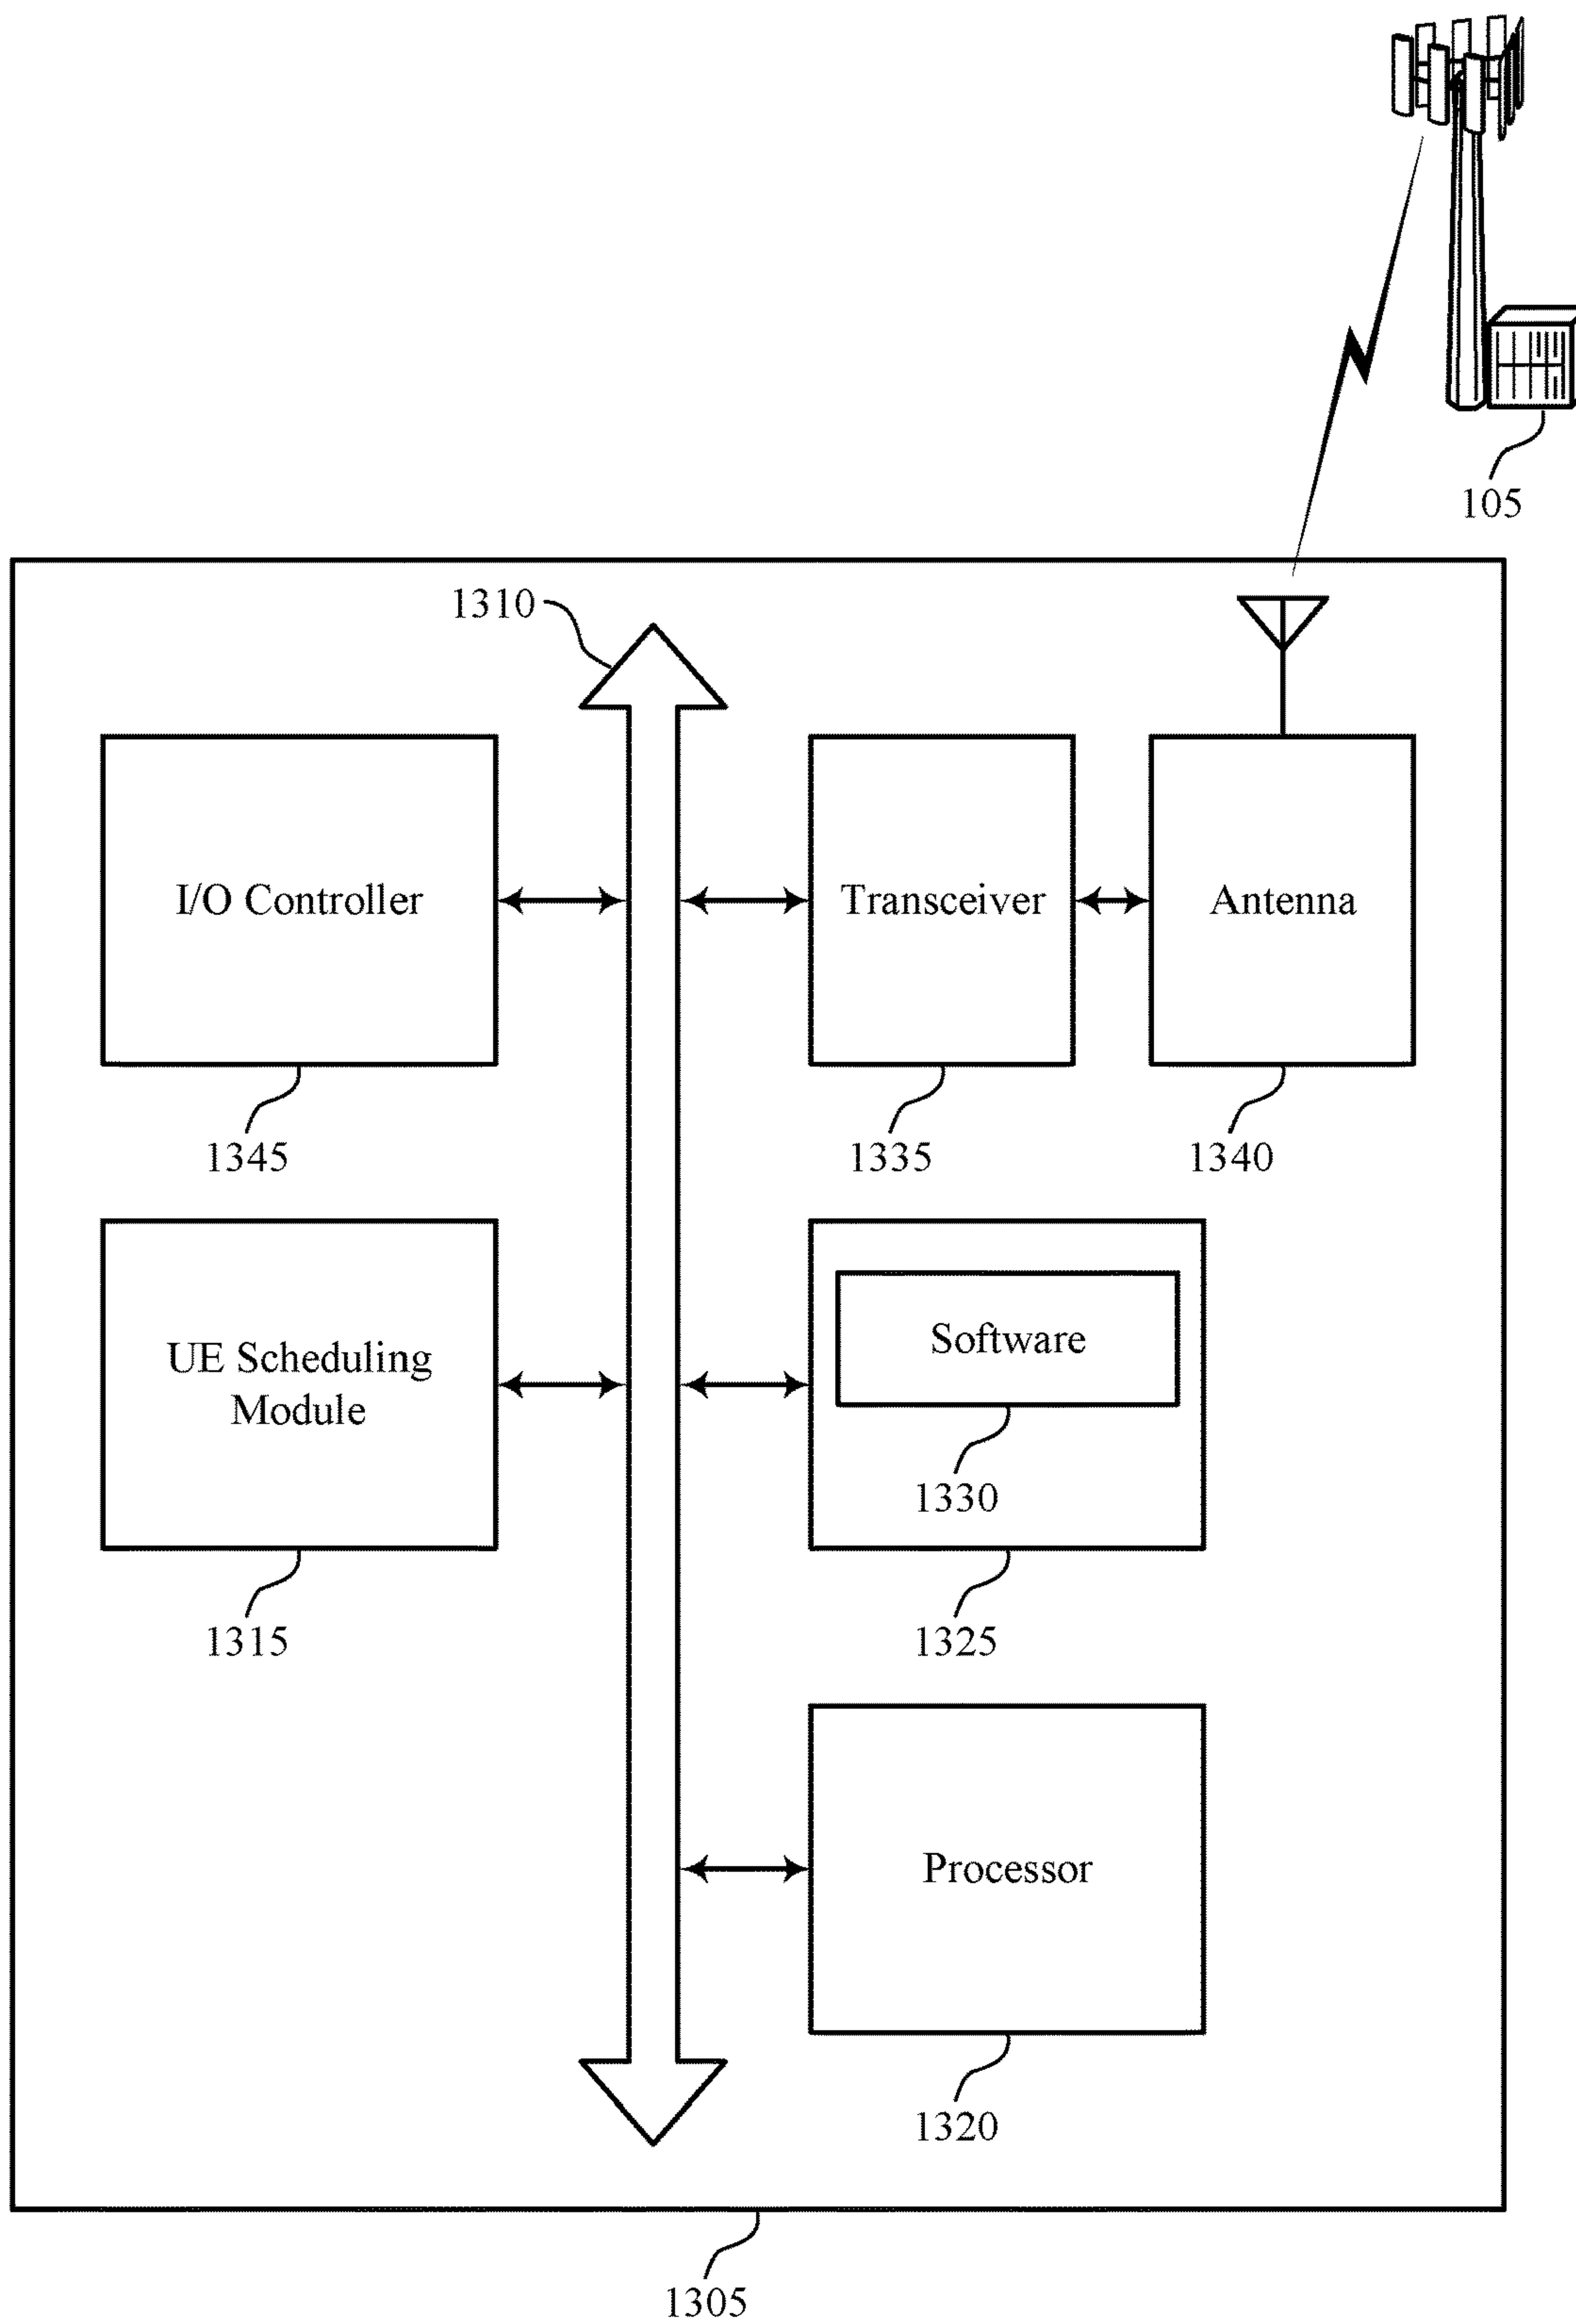 105
1310
I/O Controller
Transceiver
Antenna
1345
1335
1340
UE Scheduling
Module
Software
1330
1315
1325
Processor
1320
1305